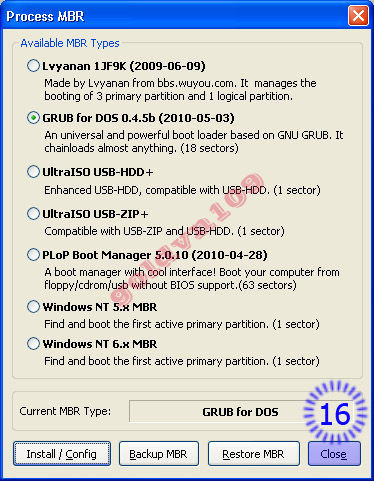 Process MBR
Available MBR Types
Lvyanan 1JF9K (2009-06-09)
Made by Lvyanan from bbs.wuyou.com. It manages the
booting of 3 primary partition and 1 logical partition.
GRUB for DOS 0.4.5b (2010-05-03)
An universal and powerful boot loader based on GNU GRUB. It
chainloads almost anything. (18 sectors)
UltraISO USB-HDD+
Enhanced USB-HDD, compatible with USB-HDD. (1 sector)
UltraISO USB-ZIP+
Compatible with USB-ZIP and USB-HDD. (1 sector)
PLoP Boot Manager 5.0.10 (2010-04-28)
A boot manager with cool interface! Boot your computer from
floppy/cdrom/usb without BIOS support.(63 sectors)
Windows NT 5.x MBR
Find and boot the first active primary partition. (1 sector)
Windows NT 6.x MBR
Find and boot the first active primary partition. (1 sector)
goldvn109
Current MBR Type:
GRUB for DOS
16
Install / Config
Backup MBR
Restore MBR
Close